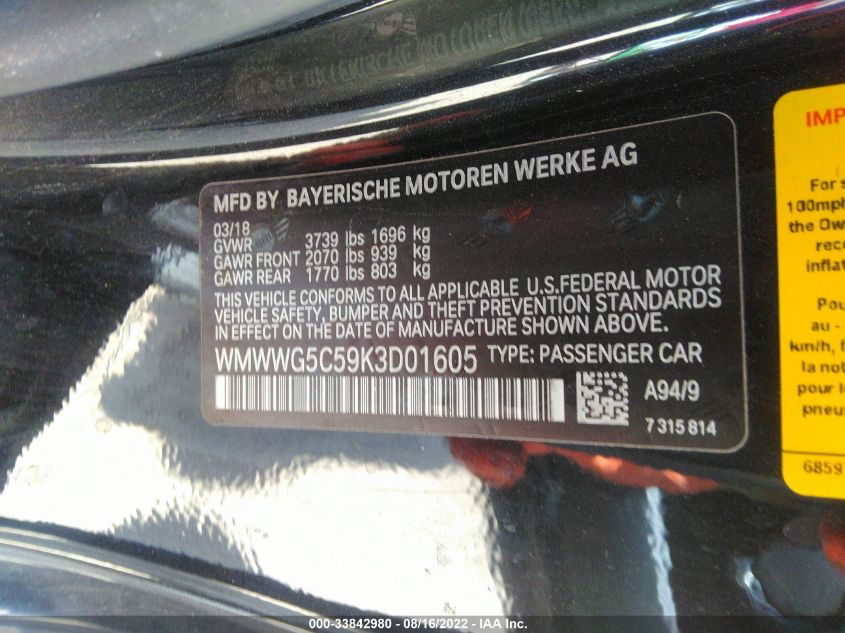 MFD BY BAYERISCHE MOTOREN WERKE AG
03/18
GVWR 3739 lbs 1696 kg
GAWR FRONT 2070 lbs 939 kg
GAWR REAR 1770 lbs 803 kg
THIS VEHICLE CONFORMS TO ALL APPLICABLE U.S.FEDERAL MOTOR
VEHICLE SAFETY, BUMPER AND THEFT PREVENTION STANDARDS
IN EFFECT ON THE DATE OF MANUFACTURE SHOWN ABOVE.
WMWWG5C59K3D01605 TYPE: PASSENGER CAR
A94/9
7315814
IMP
For s
100mph
the Ow
reco
inflat
Pou
au -
km/h, f
la not
pour l
pneu
6859
000-33842980 - 08/16/2022 - IAA Inc.